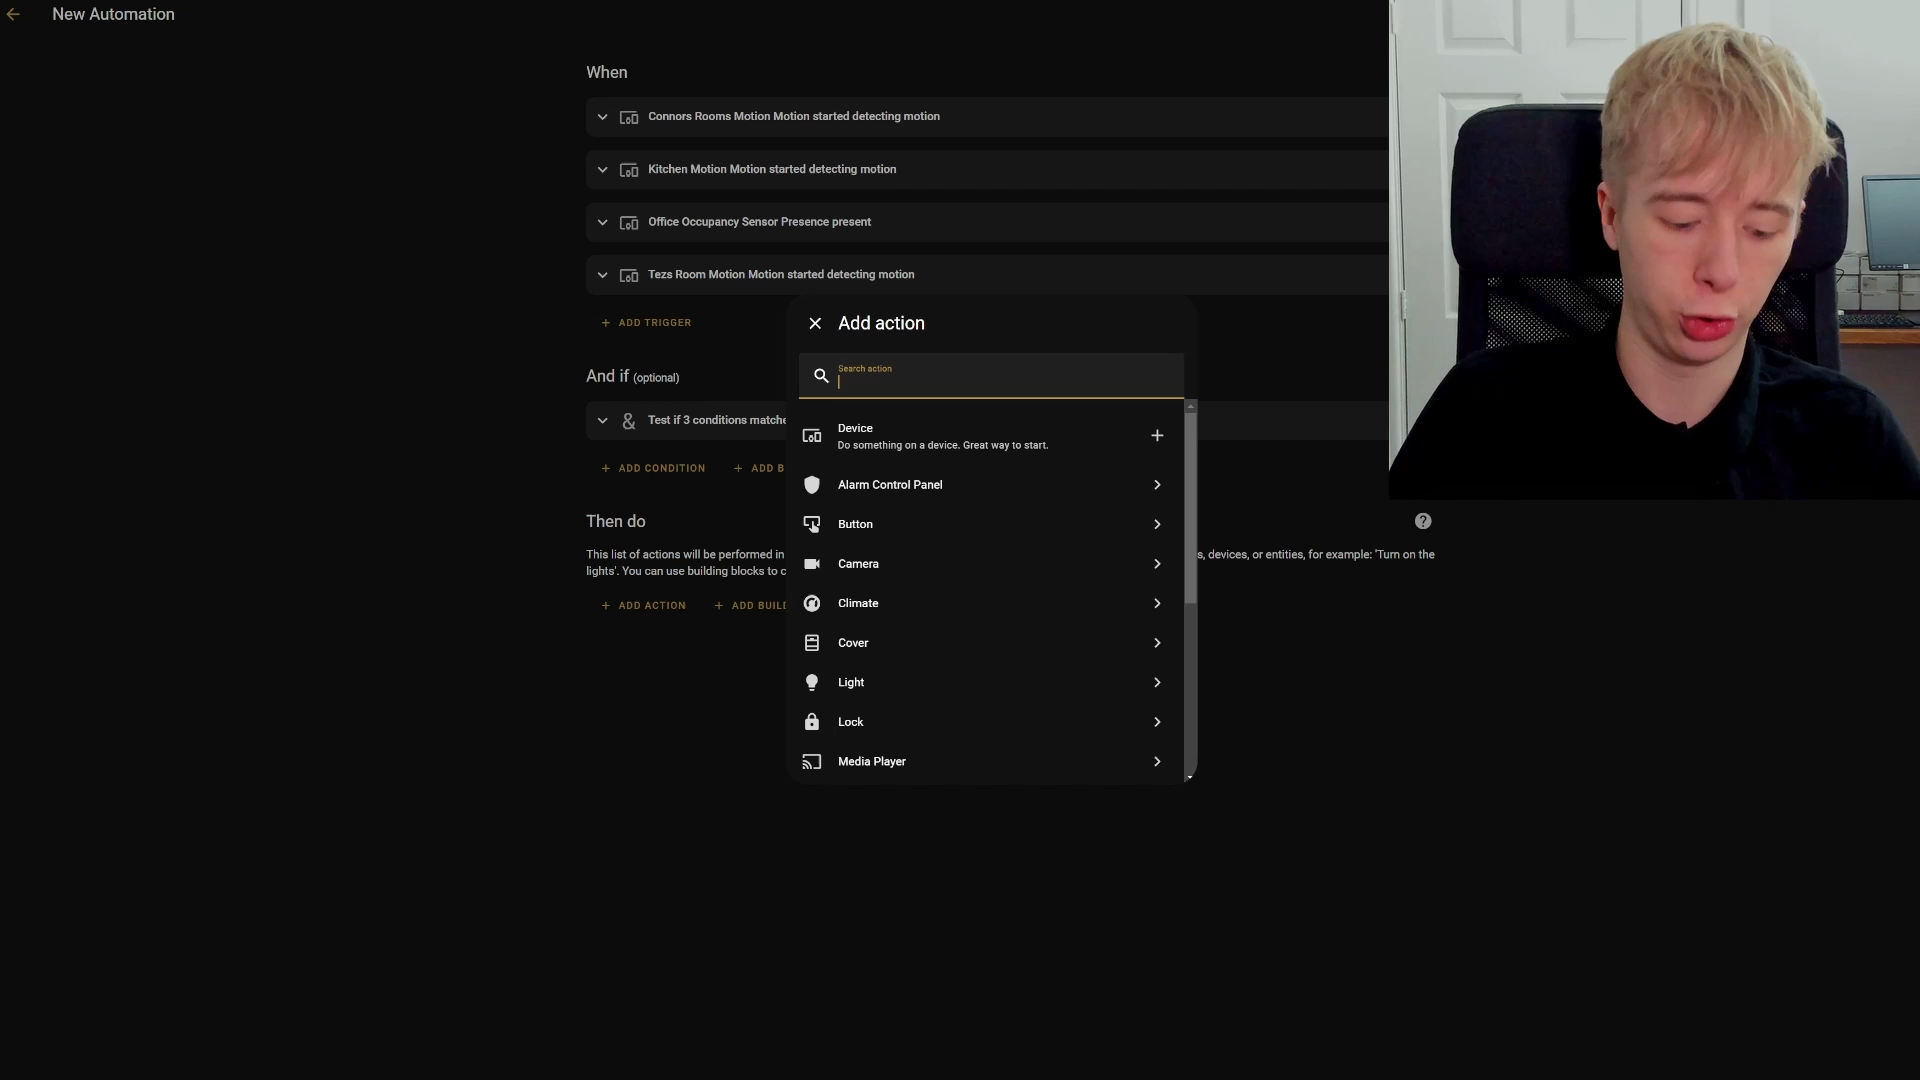 New Automation
When
Connors Rooms Motion Motion started detecting motion
Kitchen Motion Motion started detecting motion
Office Occupancy Sensor Presence present
Tezs Room Motion Motion started detecting motion
+ ADD TRIGGER
And if (optional)
& Test if 3 conditions matche
+ ADD CONDITION + ADD B
Then do
This list of actions will be performed in
s, devices, or entities, for example: 'Turn on the
lights'. You can use building blocks to c
+ ADD ACTION + ADD BUILD
Add action
Search action
Device
Do something on a device. Great way to start.
Alarm Control Panel
Button
Camera
Climate
Cover
Light
Lock
Media Player